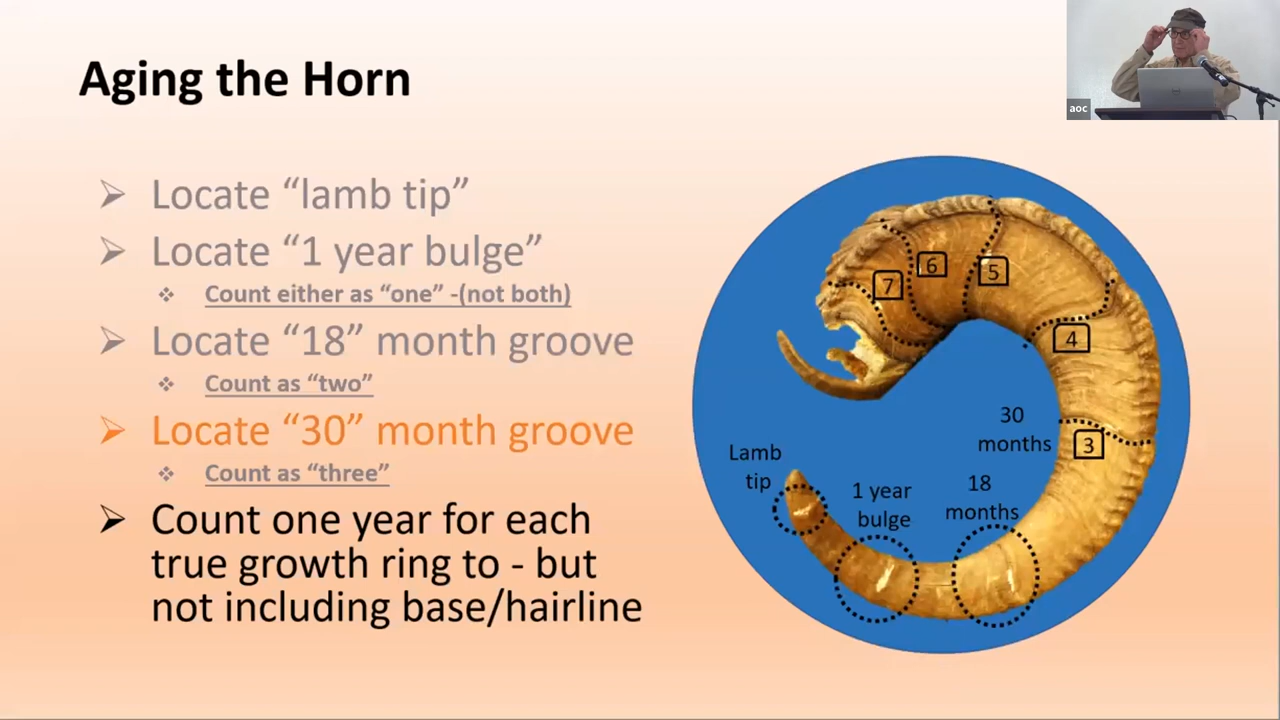 Aging the Horn
aoc
➢ Locate “lamb tip”
➢ Locate “1 year bulge”
❖ Count either as “one” -(not both)
➢ Locate “18” month groove
❖ Count as “two”
➢ Locate “30” month groove
❖ Count as “three”
➢ Count one year for each
true growth ring to - but
not including base/hairline
7
6
5
4
3
30
months
Lamb
tip
1 year
bulge
18
months